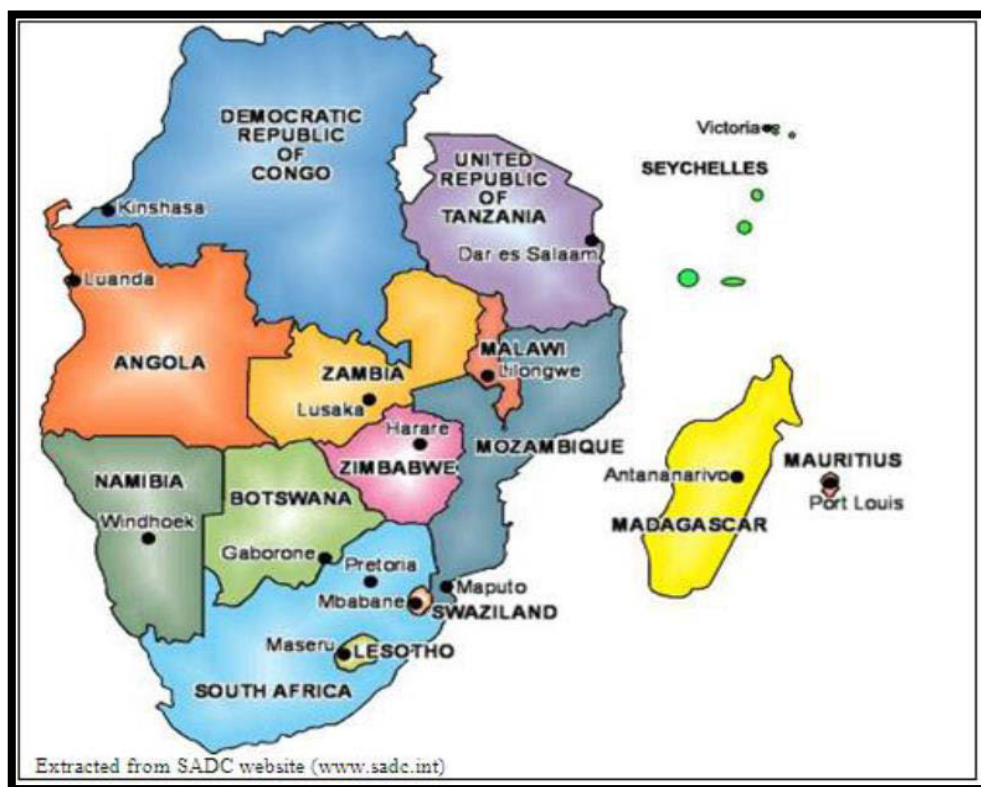 DEMOCRATIC
REPUBLIC
OF
CONGO
Kinshasa
UNITED
REPUBLIC
OF
TANZANIA
Dar es Salaam
Victoria
SEYCHELLES
Luanda
ANGOLA
ZAMBIA
Lusaka
MALAWI
Lilongwe
Harare
ZIMBABWE
MOZAMBIQUE
NAMIBIA
Windhoek
BOTSWANA
Gaborone
Antananarivo
MADAGASCAR
MAURITIUS
Port Louis
Pretoria
Mbabane
SWAZILAND
Maputo
Maseru
LESOTHO
SOUTH AFRICA
Extracted from SADC website (www.sadc.int)